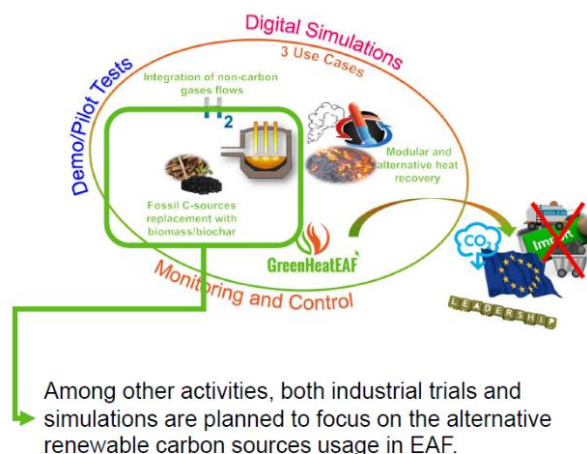 Digital Simulations
3 Use Cases
Demo/Pilot Tests
Integration of non-carbon
gases flows
H2
Modular and
alternative heat
recovery
Fossil C-sources
replacement with
biomass/biochar
GreenHeatEAF
Monitoring and Control
CO2
Import
LEADERSHIP
Among other activities, both industrial trials and
simulations are planned to focus on the alternative
renewable carbon sources usage in EAF.